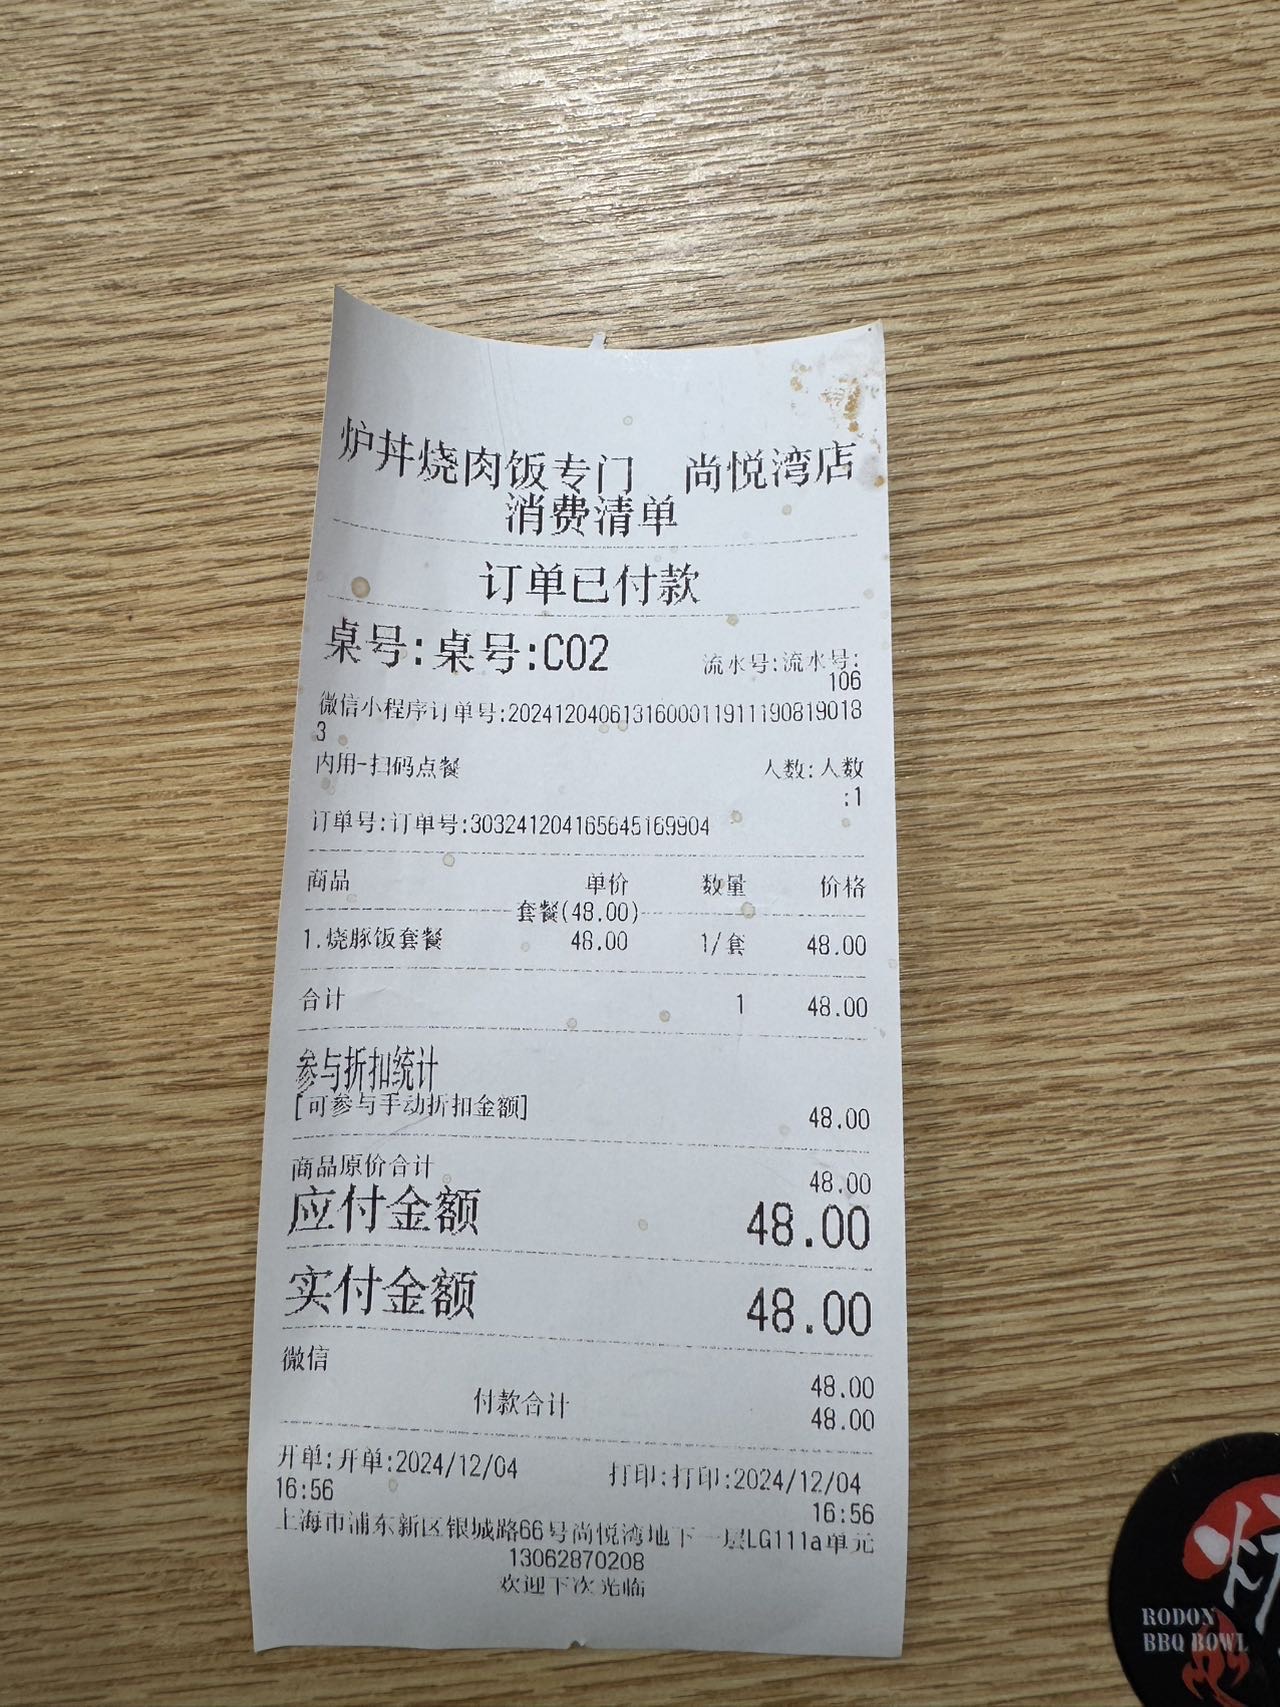 炉丼烧肉饭专门 尚悦湾店
消费清单
订单已付款
桌号:桌号:C02
流水号:流水号:
106
微信小程序订单号:2024120406131600011911190819018
3
内用-扫码点餐
人数:人数
:1
订单号:订单号:303241204165645169904
商品 单价 数量 价格
套餐(48.00)
1.烧豚饭套餐 48.00 1/套 48.00
合计 1 48.00
参与折扣统计
[可参与手动折扣金额] 48.00
商品原价合计 48.00
应付金额 48.00
实付金额 48.00
微信 48.00
付款合计 48.00
开单:开单:2024/12/04
16:56
打印:打印:2024/12/04
16:56
上海市浦东新区银城路66号尚悦湾地下一层LG111a单元
13062870208
欢迎下次光临
RODON
BBQ BOWL